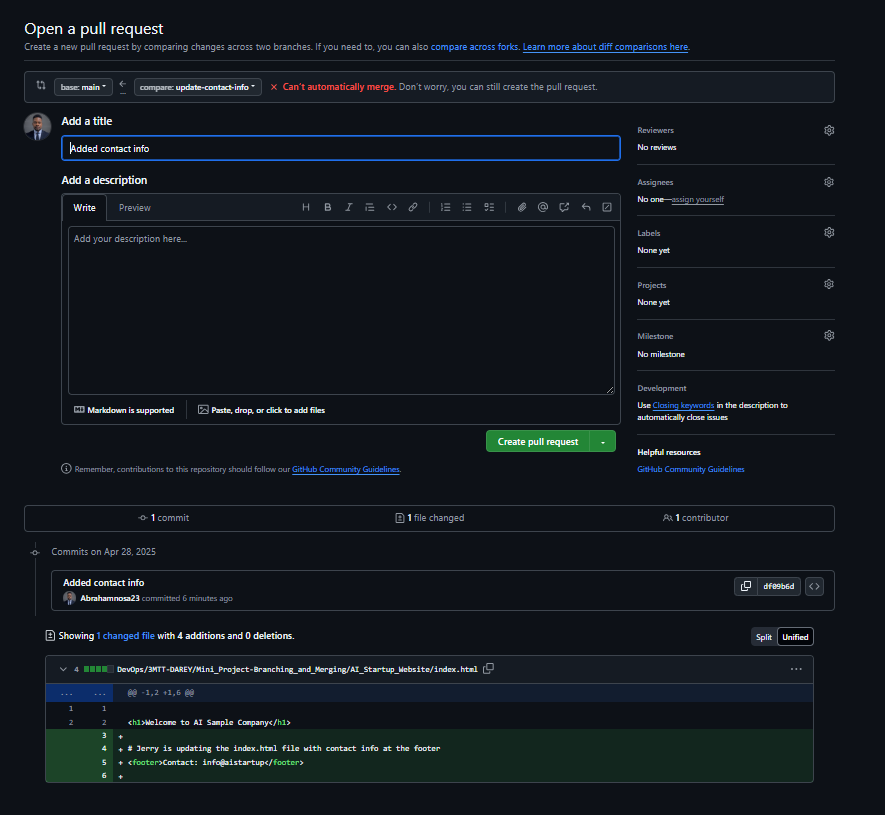 Open a pull request
Create a new pull request by comparing changes across two branches. If you need to, you can also compare across forks. Learn more about diff comparisons here.
base: main
compare: update-contact-info
Can't automatically merge. Don't worry, you can still create the pull request.
Add a title
Added contact info
Add a description
Write Preview
Add your description here...
Markdown is supported
Paste, drop, or click to add files
Create pull request
Remember, contributions to this repository should follow our GitHub Community Guidelines.
Reviewers
No reviews
Assignees
No one—assign yourself
Labels
None yet
Projects
None yet
Milestone
No milestone
Development
Use Closing keywords in the description to
automatically close issues
Helpful resources
GitHub Community Guidelines
1 commit
1 file changed
1 contributor
Commits on Apr 28, 2025
Added contact info
Abrahamnosa23 committed 6 minutes ago
df09b6d
Showing 1 changed file with 4 additions and 0 deletions.
Split Unified
4 DevOps/3MTT-DAREY/Mini_Project-Branching_and_Merging/AI_Startup_Website/index.html
... ... @@ -1,2 +1,6 @@
1 1
2 2 <h1>Welcome to AI Sample Company</h1>
3 +
4 + # Jerry is updating the index.html file with contact info at the footer
5 + <footer>Contact: info@aistartup</footer>
6 +